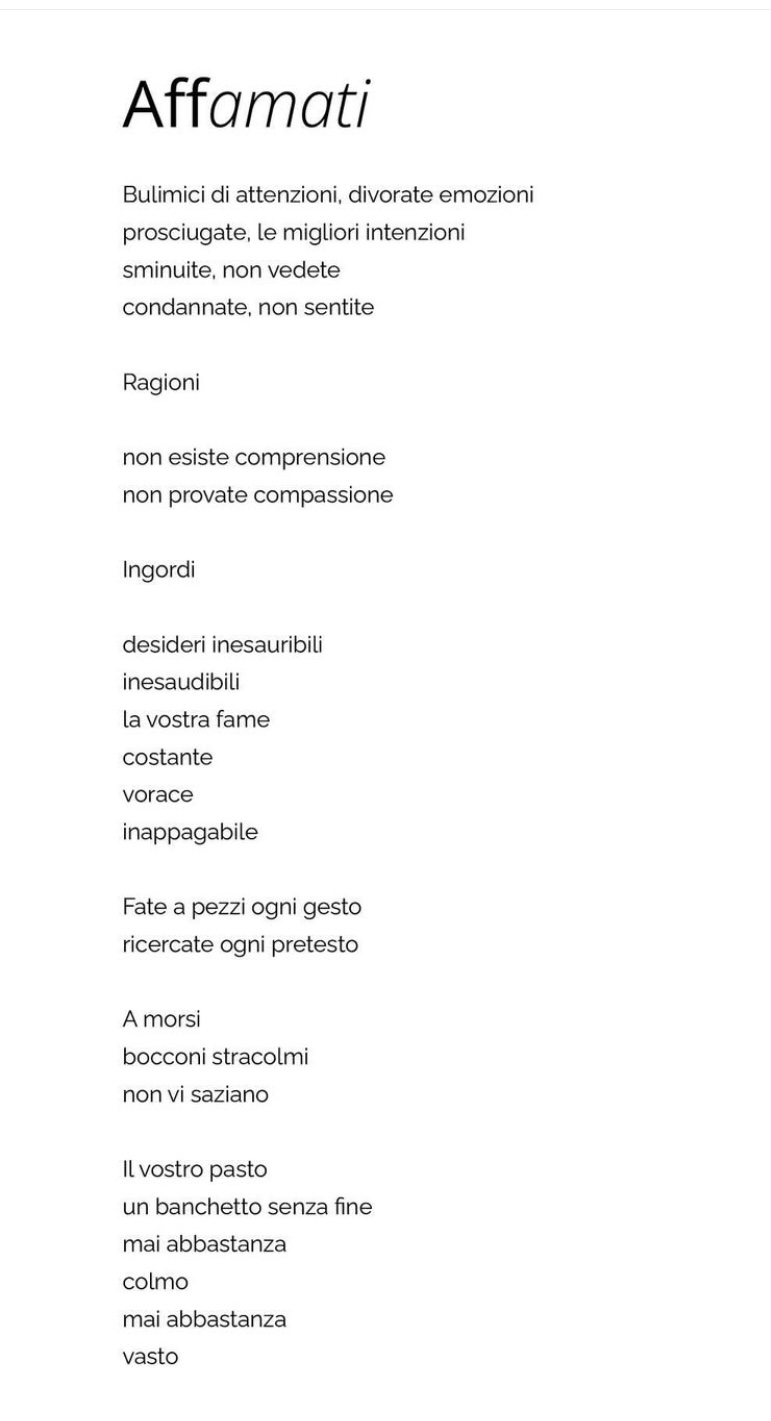 Affamati
Bulimici di attenzioni, divorate emozioni
prosciugate, le migliori intenzioni
sminuite, non vedete
condannate, non sentite
Ragioni
non esiste comprensione
non provate compassione
Ingordi
desideri inesauribili
inesaudibili
la vostra fame
costante
vorace
inappagabile
Fate a pezzi ogni gesto
ricercate ogni pretesto
A morsi
bocconi stracolmi
non vi saziano
Il vostro pasto
un banchetto senza fine
mai abbastanza
colmo
mai abbastanza
vasto